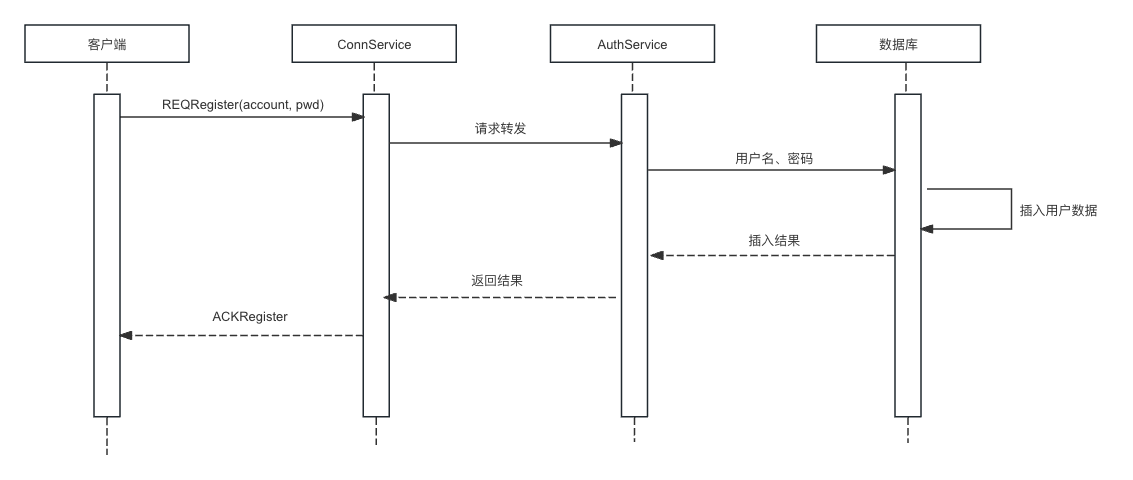 客户端
ConnService
AuthService
数据库
REQRegister(account, pwd)
请求转发
用户名、密码
插入用户数据
插入结果
返回结果
ACKRegister